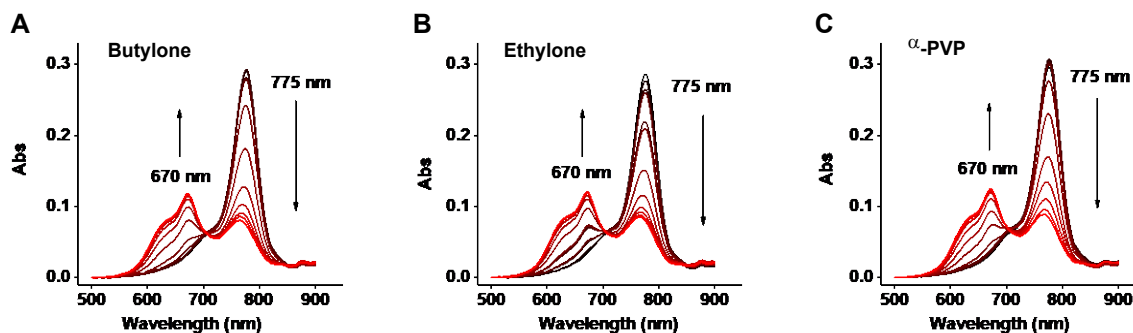 A
Butylone
0.3
0.2
0.1
0.0
Abs
775 nm
670 nm
500 600 700 800 900
Wavelength (nm)
B
Ethylone
0.3
0.2
0.1
0.0
Abs
775 nm
670 nm
500 600 700 800 900
Wavelength (nm)
C
α-PVP
0.3
0.2
0.1
0.0
Abs
775 nm
670 nm
500 600 700 800 900
Wavelength (nm)